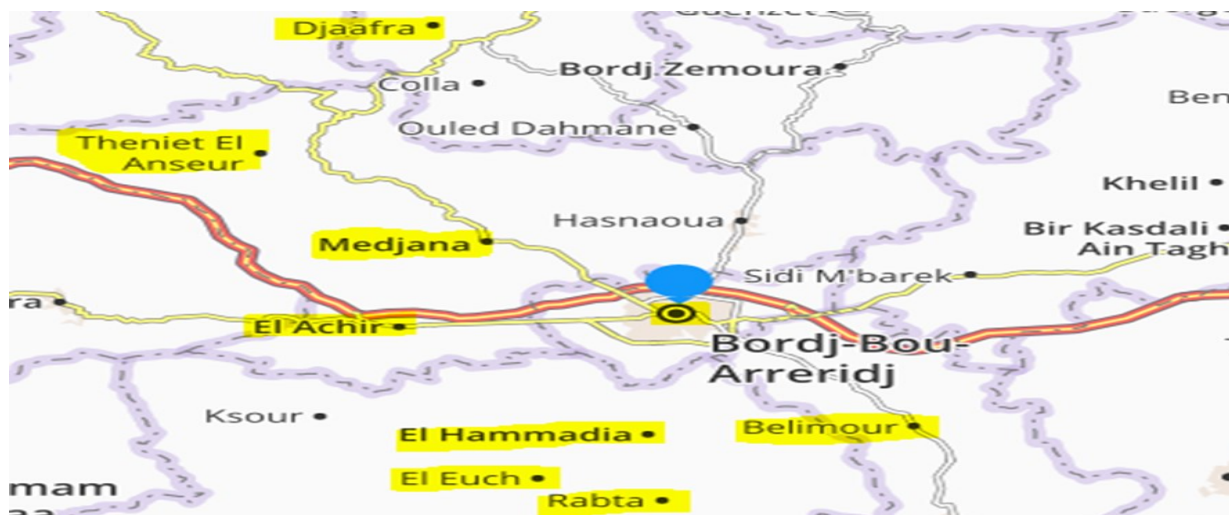 Djaafra
Colla
Bordj Zemoura
Ben
Ouled Dahmane
Theniet El
Anseur
Khelil
Hasnaoua
Bir Kasdali
Medjana
Ain Tagh
Sidi M'barek
ra
El Achir
Bordj-Bou-
Arreridj
Ksour
El Hammadia
Belimour
El Euch
mam
Rabta